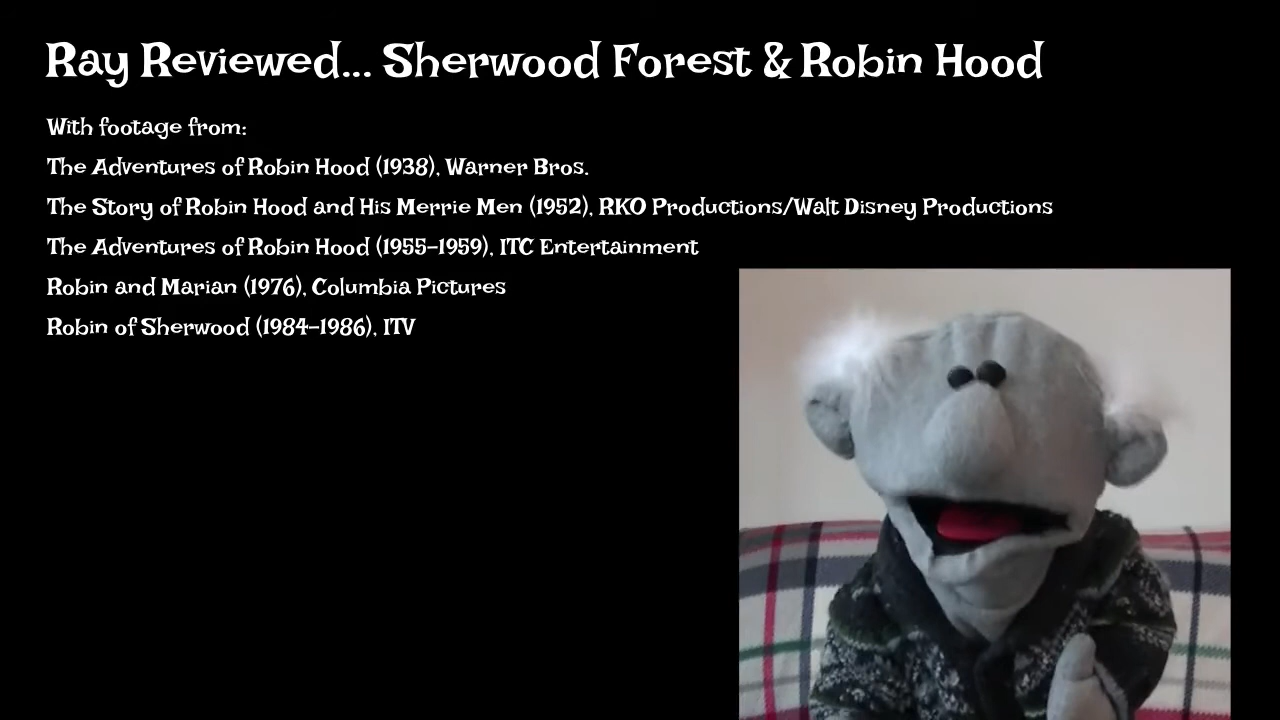 Ray Reviewed... Sherwood Forest & Robin Hood
With footage from:
The Adventures of Robin Hood (1938), Warner Bros.
The Story of Robin Hood and His Merrie Men (1952), RKO Productions/Walt Disney Productions
The Adventures of Robin Hood (1955-1959), ITC Entertainment
Robin and Marian (1976), Columbia Pictures
Robin of Sherwood (1984-1986), ITV